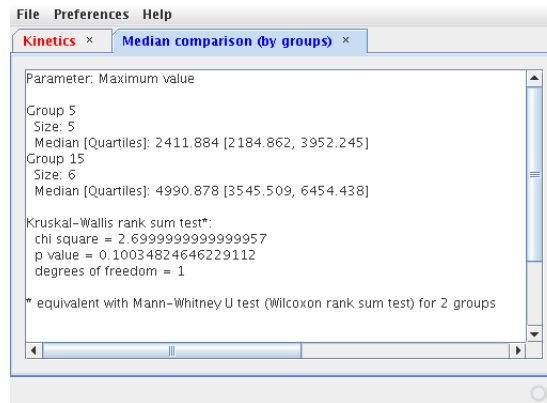 File Preferences Help
Kinetics × Median comparison (by groups) ×
Parameter: Maximum value
Group 5
Size: 5
Median [Quartiles]: 2411.884 [2184.862, 3952.245]
Group 15
Size: 6
Median [Quartiles]: 4990.878 [3545.509, 6454.438]
Kruskal-Wallis rank sum test*:
chi square = 2.6999999999999957
p value = 0.10034824646229112
degrees of freedom = 1
* equivalent with Mann-Whitney U test (Wilcoxon rank sum test) for 2 groups